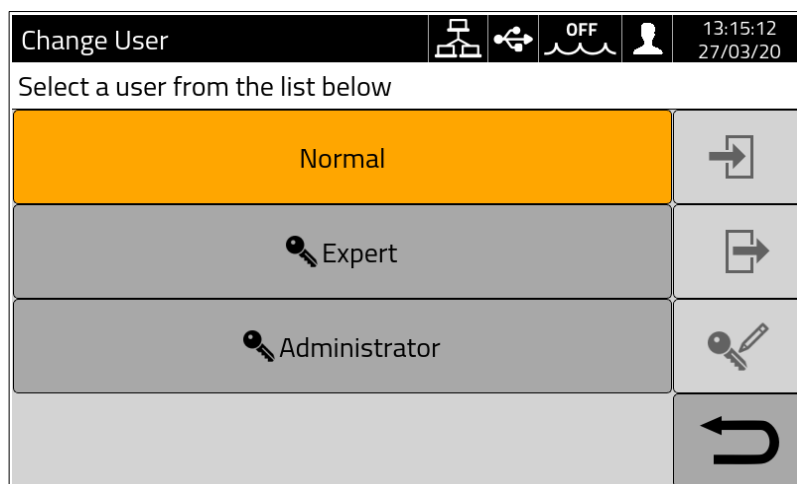 Change User
OFF
13:15:12
27/03/20
Select a user from the list below
Normal
Expert
Administrator